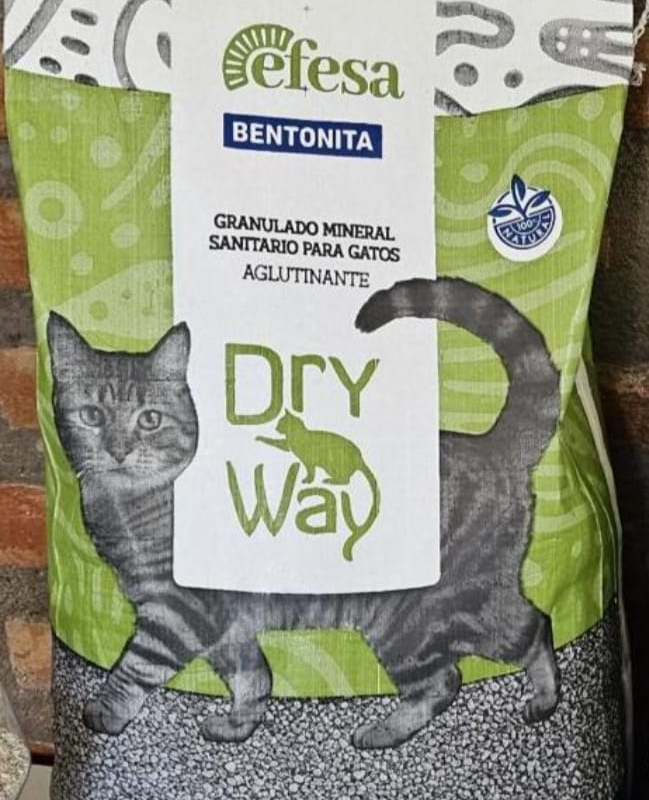 efesa
BENTONITA
GRANULADO MINERAL
SANITARIO PARA GATOS
AGLUTINANTE
100%
NATURAL
Dry
Way